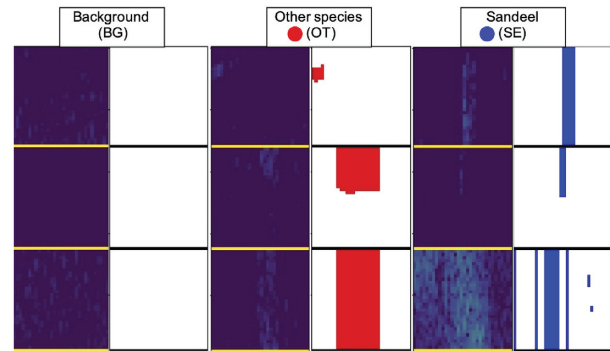 Background
(BG)
Other species
(OT)
Sandeel
(SE)